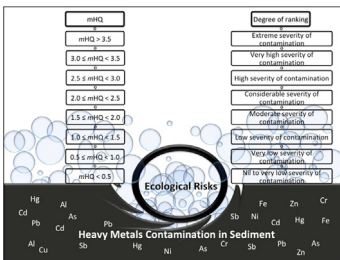 mHQ
Degree of ranking
mHQ > 3.5
Extreme severity of
contamination
3.0 ≤ mHQ < 3.5
Very high severity of
contamination
2.5 ≤ mHQ < 3.0
High severity of contamination
2.0 ≤ mHQ < 2.5
Considerable severity of
contamination
1.5 ≤ mHQ < 2.0
Moderate severity of
contamination
1.0 ≤ mHQ < 1.5
Low severity of contamination
0.5 ≤ mHQ < 1.0
Very low severity of
contamination
mHQ < 0.5
Nil to very low severity of
contamination
Ecological Risks
Hg Al Fe Zn Cr
Cd Pb Cd As Pb Sb Ni Cd Hg Fe
Heavy Metals Contamination in Sediment
Al Cu Sb Hg Ni As Cr Sb Pb Zn As